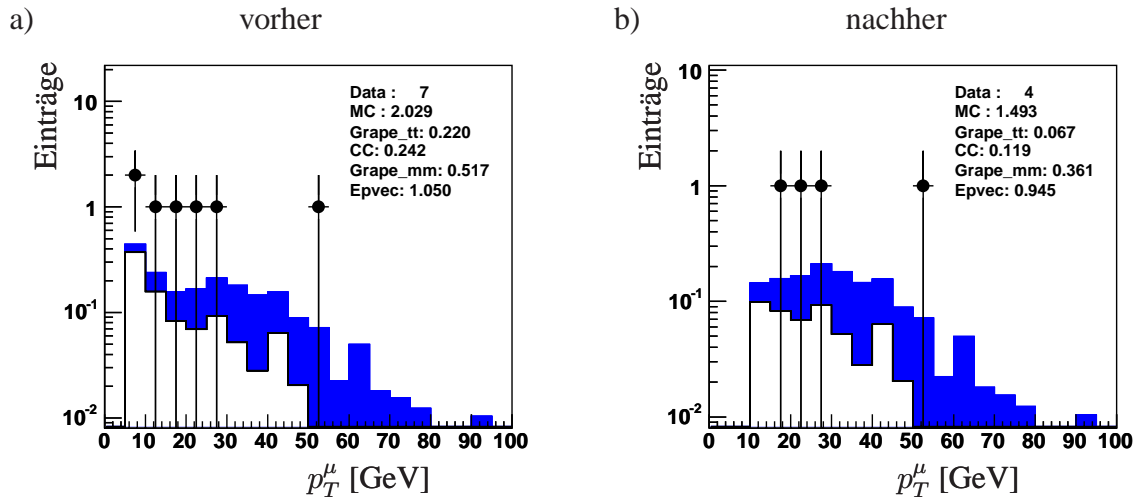 a) vorher
Einträge
20
10
1
10⁻¹
10⁻²
Data : 7
MC : 2.029
Grape_tt: 0.220
CC: 0.242
Grape_mm: 0.517
Epvec: 1.050
0 10 20 30 40 50 60 70 80 90 100
p_T^μ [GeV]
b) nachher
Einträge
10
1
10⁻¹
10⁻²
Data : 4
MC : 1.493
Grape_tt: 0.067
CC: 0.119
Grape_mm: 0.361
Epvec: 0.945
0 10 20 30 40 50 60 70 80 90 100
p_T^μ [GeV]